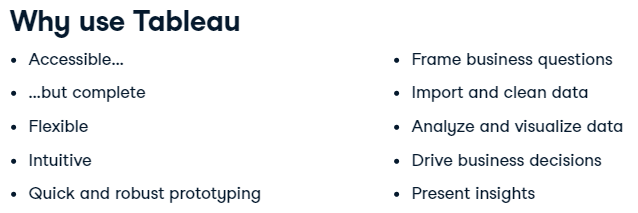 Why use Tableau
• Accessible...
• ...but complete
• Flexible
• Intuitive
• Quick and robust prototyping
• Frame business questions
• Import and clean data
• Analyze and visualize data
• Drive business decisions
• Present insights